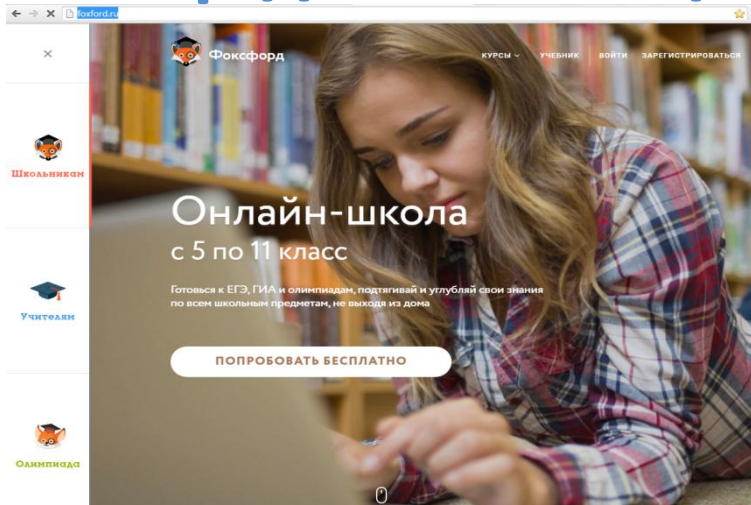 foxford.ru
Фоксфорд
КУРСЫ
УЧЕБНИК
ВОЙТИ
ЗАРЕГИСТРИРОВАТЬСЯ
Школьникам
Учителям
Олимпиада
Онлайн-школа
с 5 по 11 класс
Готовься к ЕГЭ, ГИА и олимпиадам, подтягивай и углубляй свои знания
по всем школьным предметам, не выходя из дома
ПОПРОБОВАТЬ БЕСПЛАТНО